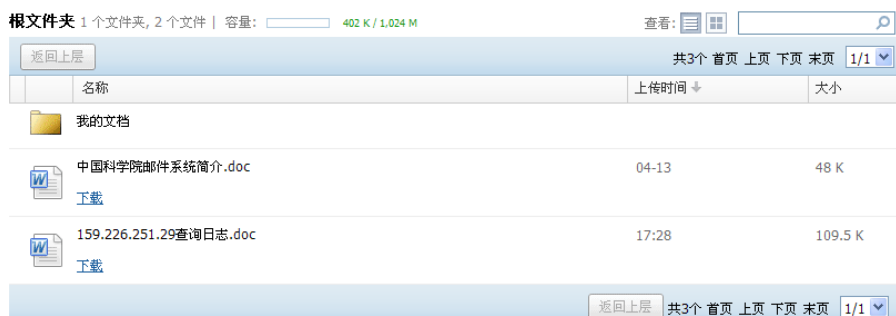 根文件夹 1 个文件夹, 2 个文件 | 容量: 402 K / 1,024 M 查看:
返回上层 共3个 首页 上页 下页 末页 1/1
名称 上传时间 大小
我的文档
中国科学院邮件系统简介.doc 04-13 48 K
下载
159.226.251.29查询日志.doc 17:28 109.5 K
下载
返回上层 共3个 首页 上页 下页 末页 1/1